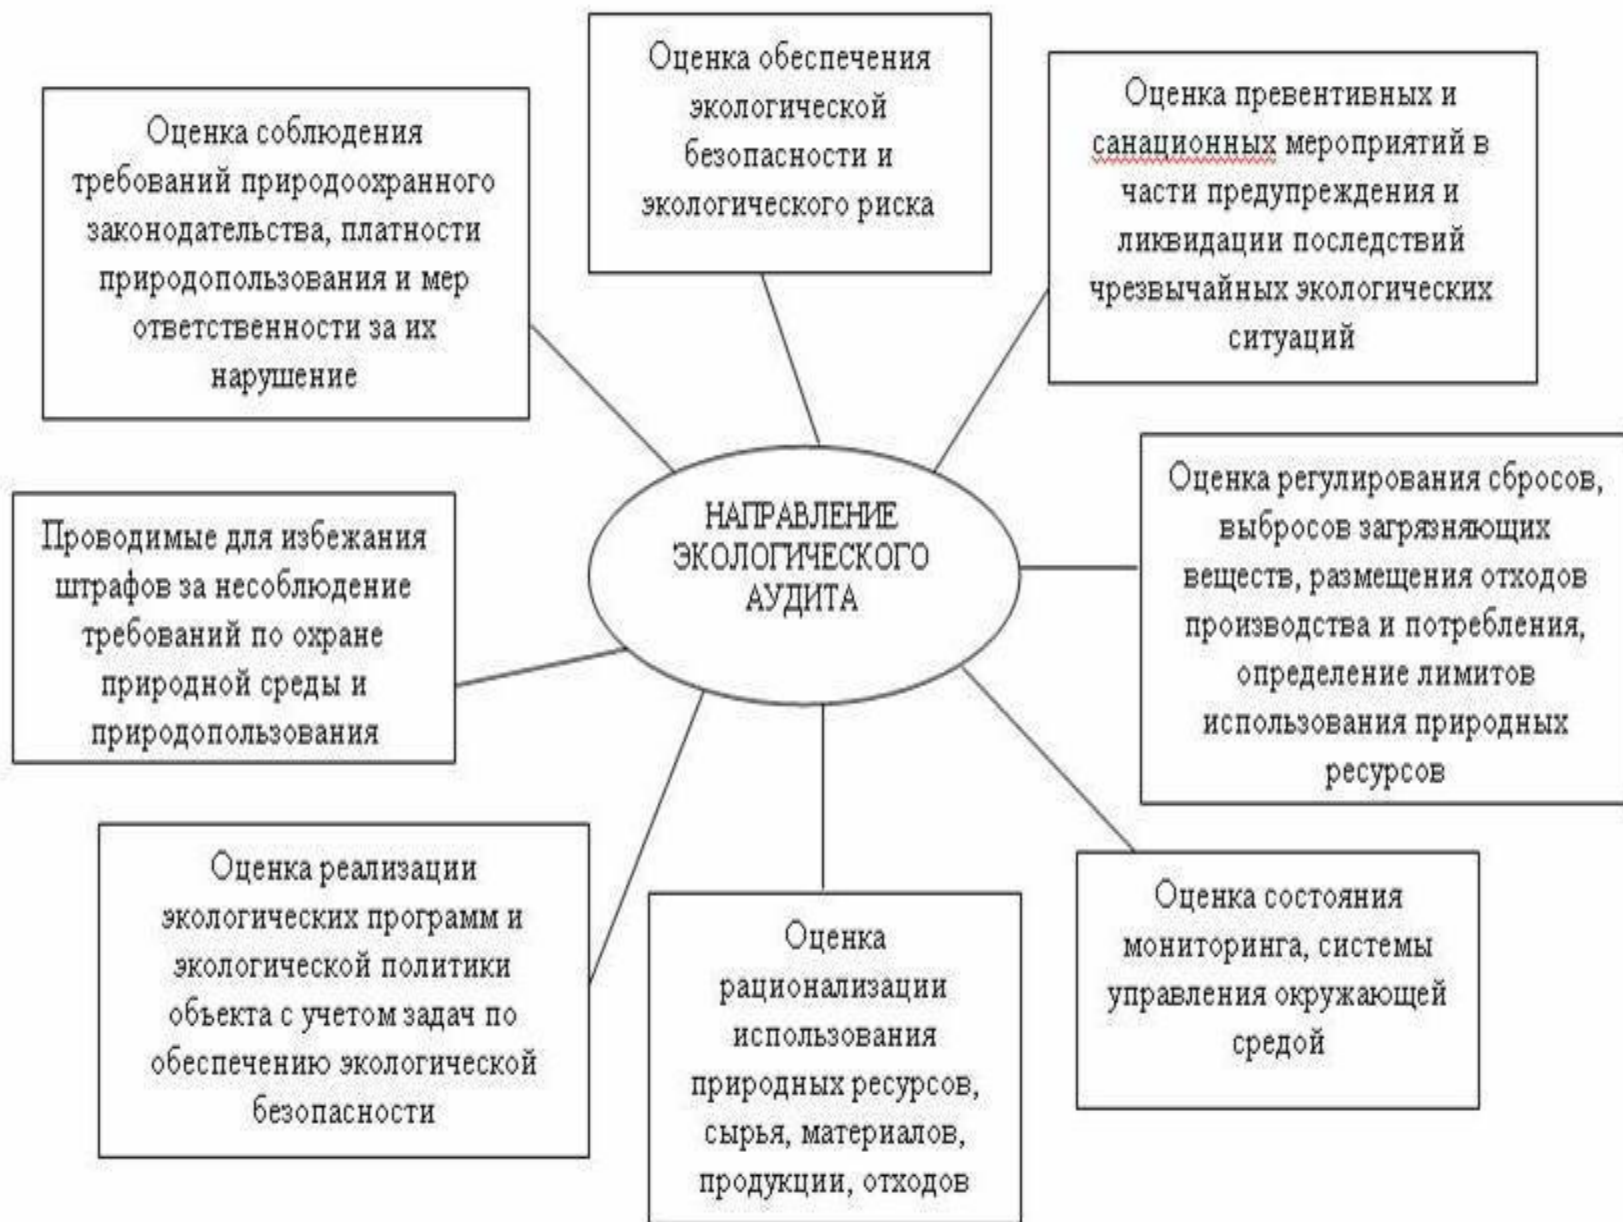 Оценка обеспечения
экологической
безопасности и
экологического риска
Оценка превентивных и
санационных мероприятий в
части предупреждения и
ликвидации последствий
чрезвычайных экологических
ситуаций
Оценка соблюдения
требований природоохранного
законодательства, платности
природопользования и мер
ответственности за их
нарушение
НАПРАВЛЕНИЕ
ЭКОЛОГИЧЕСКОГО
АУДИТА
Оценка регулирования сбросов,
выбросов загрязняющих
веществ, размещения отходов
производства и потребления,
определение лимитов
использования природных
ресурсов
Проводимые для избежания
штрафов за несоблюдение
требований по охране
природной среды и
природопользования
Оценка реализации
экологических программ и
экологической политики
объекта с учетом задач по
обеспечению экологической
безопасности
Оценка
рационализации
использования
природных ресурсов,
сырья, материалов,
продукции, отходов
Оценка состояния
мониторинга, системы
управления окружающей
средой